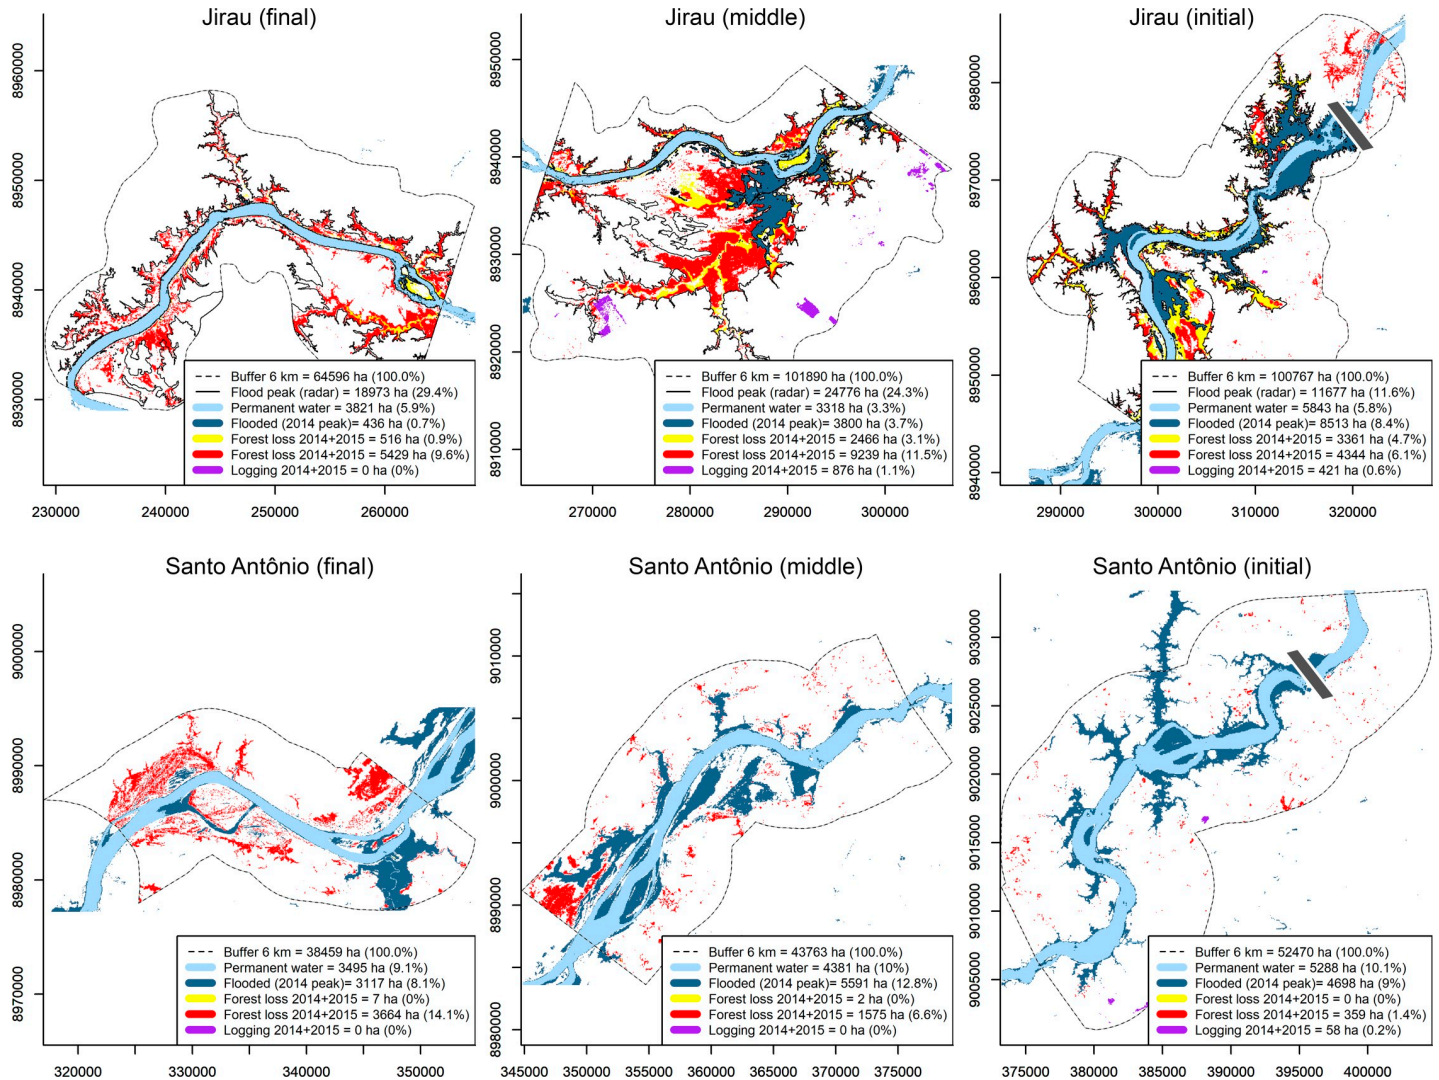 Jirau (final)
8960000
8950000
8940000
8930000
Buffer 6 km = 64596 ha (100.0%)
Flood peak (radar) = 18973 ha (29.4%)
Permanent water = 3821 ha (5.9%)
Flooded (2014 peak)= 436 ha (0.7%)
Forest loss 2014+2015 = 516 ha (0.9%)
Forest loss 2014+2015 = 5429 ha (9.6%)
Logging 2014+2015 = 0 ha (0%)
230000 240000 250000 260000
Jirau (middle)
8950000
8940000
8930000
8920000
8910000
Buffer 6 km = 101890 ha (100.0%)
Flood peak (radar) = 24776 ha (24.3%)
Permanent water = 3318 ha (3.3%)
Flooded (2014 peak)= 3800 ha (3.7%)
Forest loss 2014+2015 = 2466 ha (3.1%)
Forest loss 2014+2015 = 9239 ha (11.5%)
Logging 2014+2015 = 876 ha (1.1%)
270000 280000 290000 300000
Jirau (initial)
8980000
8970000
8960000
8950000
8940000
Buffer 6 km = 100767 ha (100.0%)
Flood peak (radar) = 11677 ha (11.6%)
Permanent water = 5843 ha (5.8%)
Flooded (2014 peak)= 8513 ha (8.4%)
Forest loss 2014+2015 = 3361 ha (4.7%)
Forest loss 2014+2015 = 4344 ha (6.1%)
Logging 2014+2015 = 421 ha (0.6%)
290000 300000 310000 320000
Santo Antônio (final)
9000000
8990000
8980000
8970000
Buffer 6 km = 38459 ha (100.0%)
Permanent water = 3495 ha (9.1%)
Flooded (2014 peak)= 3117 ha (8.1%)
Forest loss 2014+2015 = 7 ha (0%)
Forest loss 2014+2015 = 3664 ha (14.1%)
Logging 2014+2015 = 0 ha (0%)
320000 330000 340000 350000
Santo Antônio (middle)
9010000
9000000
8990000
8980000
Buffer 6 km = 43763 ha (100.0%)
Permanent water = 4381 ha (10%)
Flooded (2014 peak)= 5591 ha (12.8%)
Forest loss 2014+2015 = 2 ha (0%)
Forest loss 2014+2015 = 1575 ha (6.6%)
Logging 2014+2015 = 0 ha (0%)
345000 350000 355000 360000 365000 370000 375000
Santo Antônio (initial)
9030000
9025000
9020000
9015000
9010000
9005000
Buffer 6 km = 52470 ha (100.0%)
Permanent water = 5288 ha (10.1%)
Flooded (2014 peak)= 4698 ha (9%)
Forest loss 2014+2015 = 0 ha (0%)
Forest loss 2014+2015 = 359 ha (1.4%)
Logging 2014+2015 = 58 ha (0.2%)
375000 380000 385000 390000 395000 400000